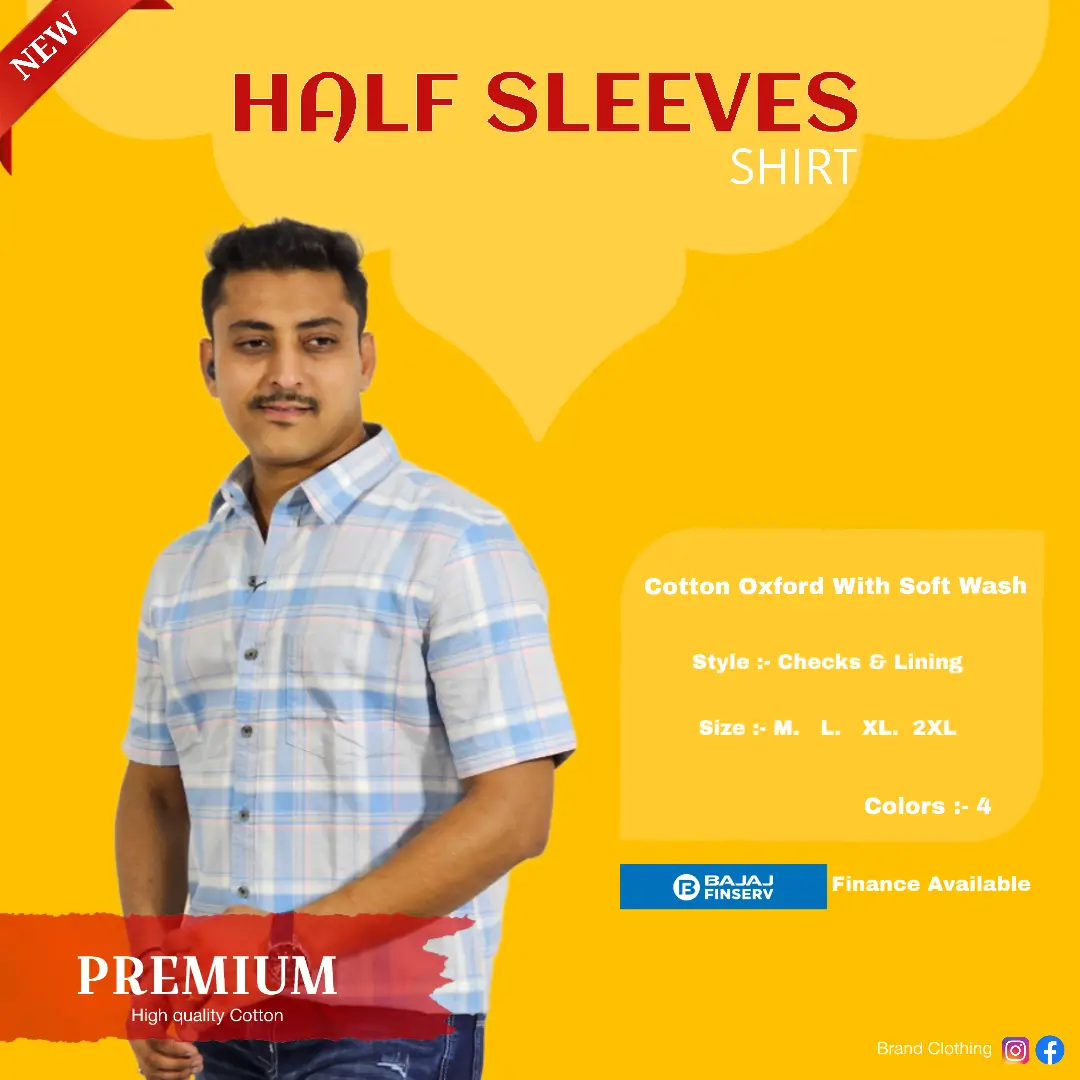 NEW
HALF SLEEVES
SHIRT
Cotton Oxford With Soft Wash
Style :- Checks & Lining
Size :- M. L. XL. 2XL
Colors :- 4
BAJAJ
FINSERV
Finance Available
PREMIUM
High quality Cotton
Brand Clothing